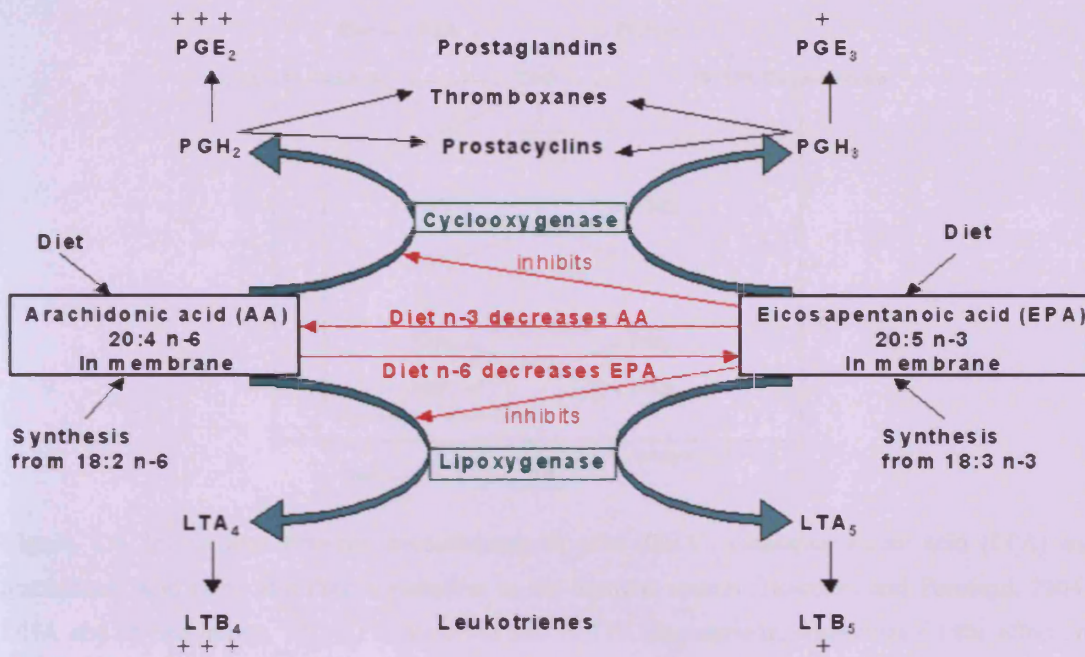 + + + +
PGE2 Prostaglandins PGE3
Thromboxanes
PGH2 Prostacyclins PGH3
Cyclooxygenase
Diet Diet
inhibits
Arachidonic acid (AA)
20:4 n-6
In membrane
Diet n-3 decreases AA
Diet n-6 decreases EPA
Eicosapentanoic acid (EPA)
20:5 n-3
In membrane
inhibits
Synthesis
from 18:2 n-6
Synthesis
from 18:3 n-3
Lipoxygenase
LTA4 LTA5
LTB4 Leukotrienes LTB5
+ + + +